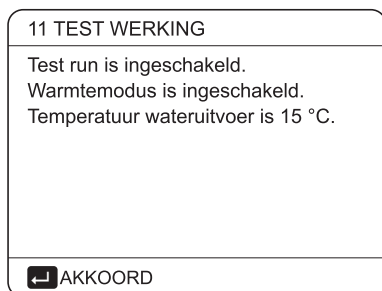 11 TEST WERKING
Test run is ingeschakeld.
Warmtemodus is ingeschakeld.
Temperatuur wateruitvoer is 15 °C.
AKKOORD